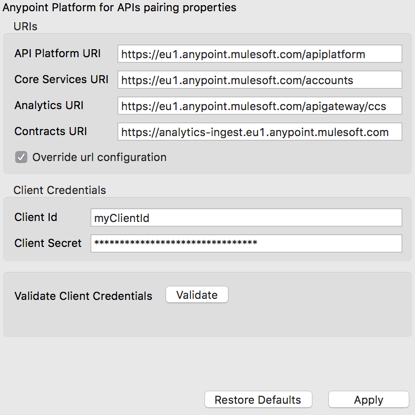 Anypoint Platform for APIs pairing properties
URIs
API Platform URI https://eu1.anypoint.mulesoft.com/apiplatform
Core Services URI https://eu1.anypoint.mulesoft.com/accounts
Analytics URI https://eu1.anypoint.mulesoft.com/apigateway/ccs
Contracts URI https://analytics-ingest.eu1.anypoint.mulesoft.com
Override url configuration
Client Credentials
Client Id myClientId
Client Secret ********************************
Validate Client Credentials Validate
Restore Defaults Apply